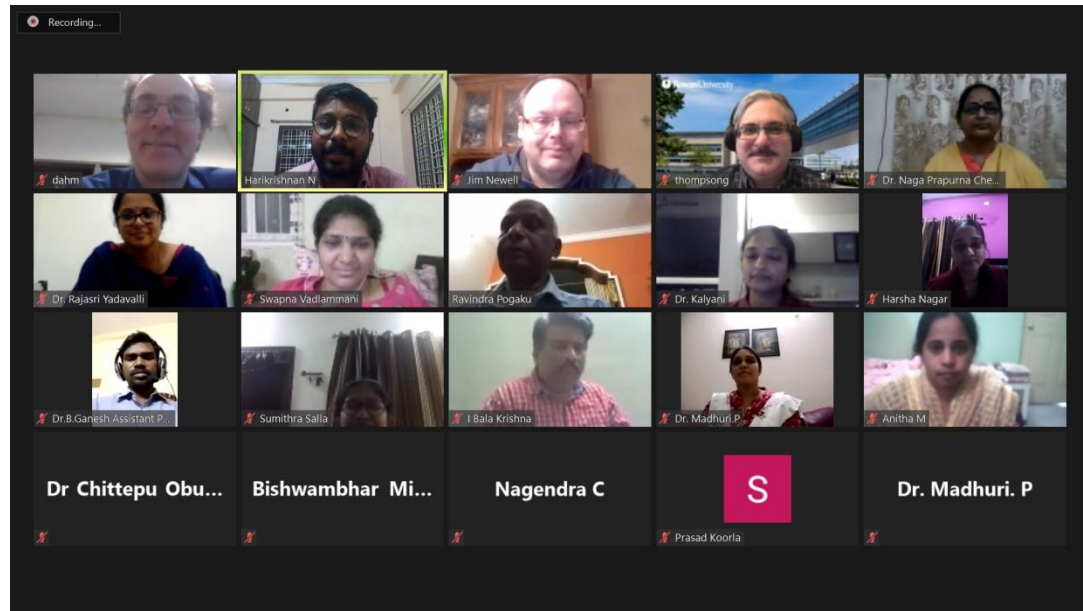 Recording...
Rowan University
dahm
Harikrishnan N
Jim Newell
thompsong
Dr. Naga Prapurna Che...
Dr. Rajasri Yadavalli
Swapna Vadlammani
Ravindra Pogaku
Dr. Kalyani
Harsha Nagar
Dr.B.Ganesh Assistant P...
Sumithra Salla
I Bala Krishna
Dr. Madhuri.P
Anitha M
Dr Chittepu Obu...
Bishwambhar Mi...
Nagendra C
S
Prasad Koorla
Dr. Madhuri. P